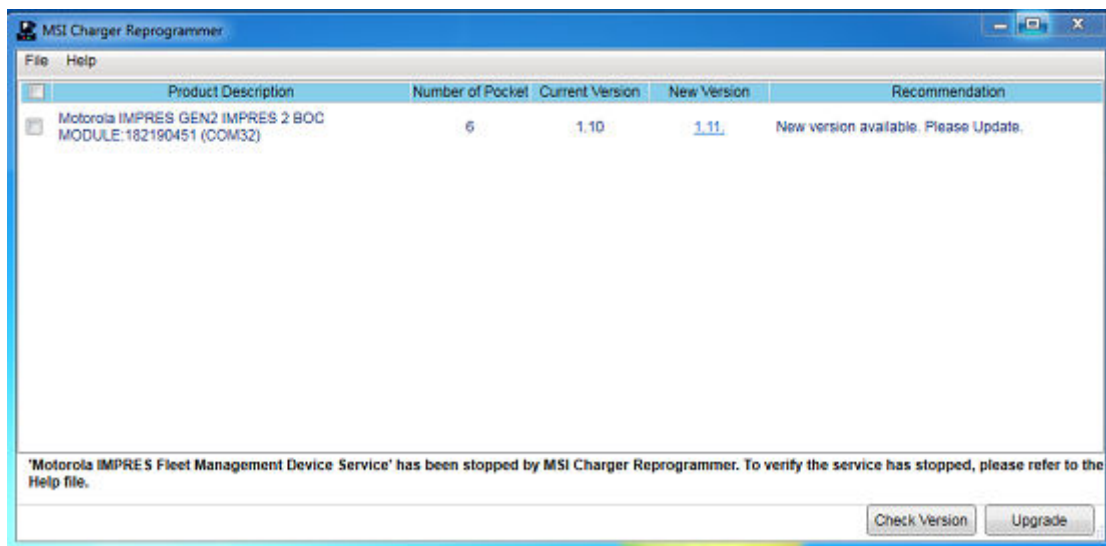 MSI Charger Reprogrammer
File Help
Product Description Number of Pocket Current Version New Version Recommendation
Motorola IMPRES GEN2 IMPRES 2 BOC
MODULE:182190451 (COM32) 6 1.10 1.11. New version available. Please Update.
'Motorola IMPRES Fleet Management Device Service' has been stopped by MSI Charger Reprogrammer. To verify the service has stopped, please refer to the
Help file.
Check Version Upgrade